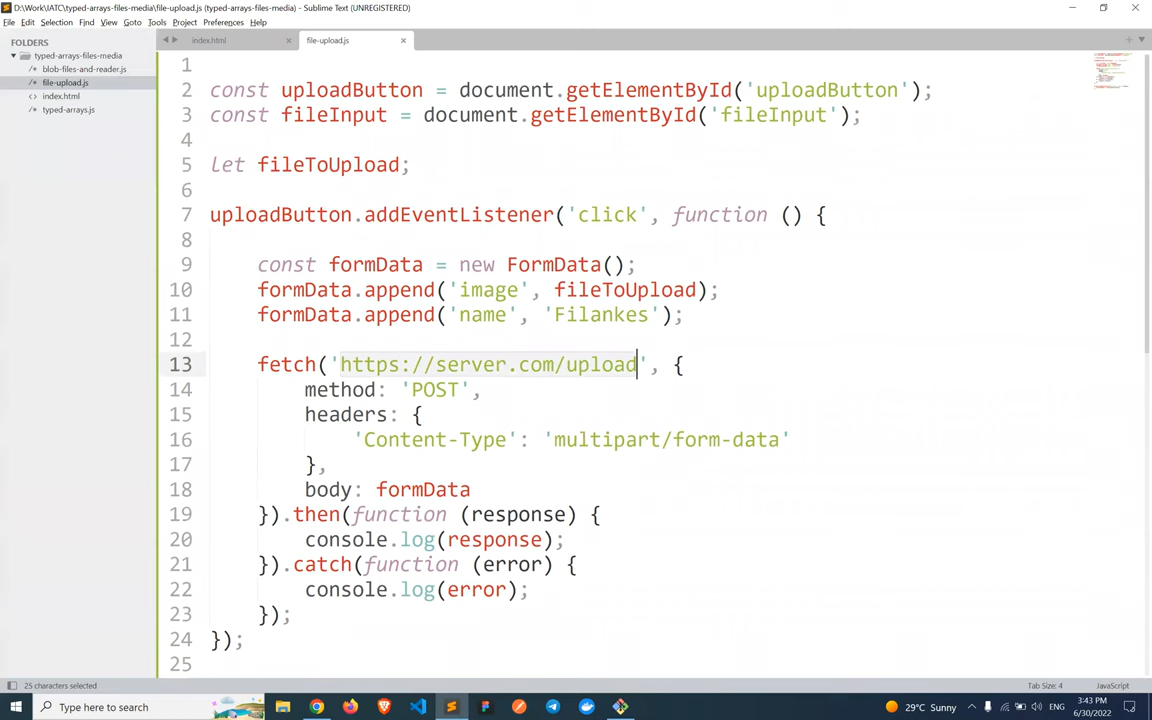 D:\Work\IATC\typed-arrays-files-media\file-upload.js (typed-arrays-files-media) - Sublime Text (UNREGISTERED)
File Edit Selection Find View Goto Tools Project Preferences Help
FOLDERS
typed-arrays-files-media
/* blob-files-and-reader.js
/* file-upload.js
<> index.html
/* typed-arrays.js
index.html × file-upload.js ×
1
2 const uploadButton = document.getElementById('uploadButton');
3 const fileInput = document.getElementById('fileInput');
4
5 let fileToUpload;
6
7 uploadButton.addEventListener('click', function () {
8
9 const formData = new FormData();
10 formData.append('image', fileToUpload);
11 formData.append('name', 'Filankes');
12
13 fetch('https://server.com/upload', {
14 method: 'POST',
15 headers: {
16 'Content-Type': 'multipart/form-data'
17 },
18 body: formData
19 }).then(function (response) {
20 console.log(response);
21 }).catch(function (error) {
22 console.log(error);
23 });
24 });
25
25 characters selected Tab Size: 4 JavaScript
Type here to search 29°C Sunny ENG 3:43 PM
6/30/2022